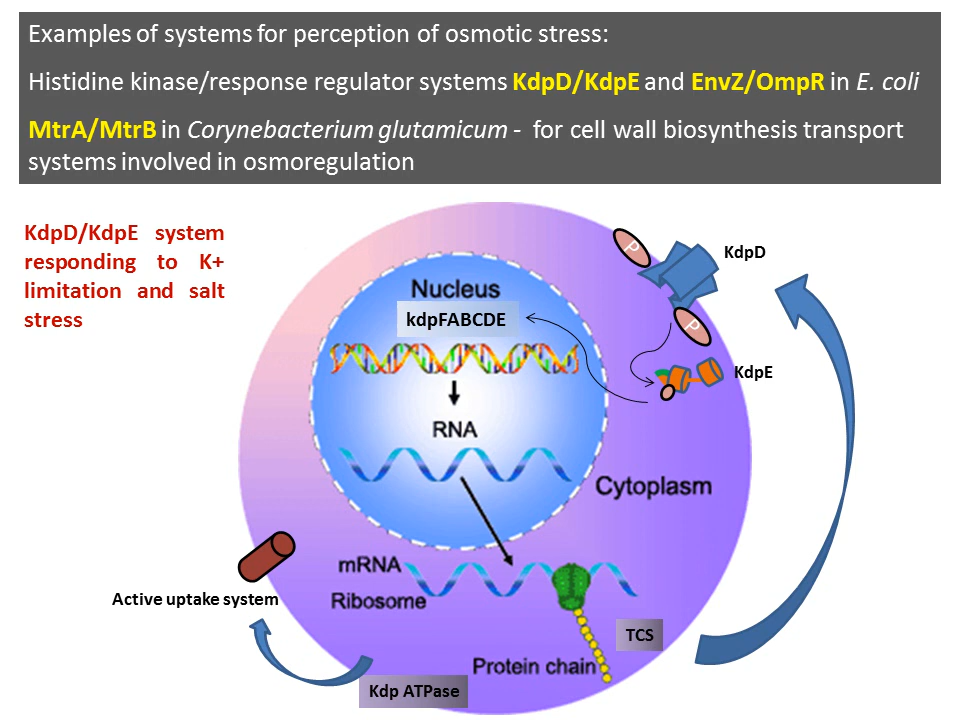 Examples of systems for perception of osmotic stress:
Histidine kinase/response regulator systems KdpD/KdpE and EnvZ/OmpR in E. coli
MtrA/MtrB in Corynebacterium glutamicum - for cell wall biosynthesis transport
systems involved in osmoregulation
KdpD/KdpE system
responding to K+
limitation and salt
stress
P
KdpD
Nucleus
kdpFABCDE
P
KdpE
RNA
Cytoplasm
mRNA
Ribosome
Active uptake system
TCS
Protein chain
Kdp ATPase